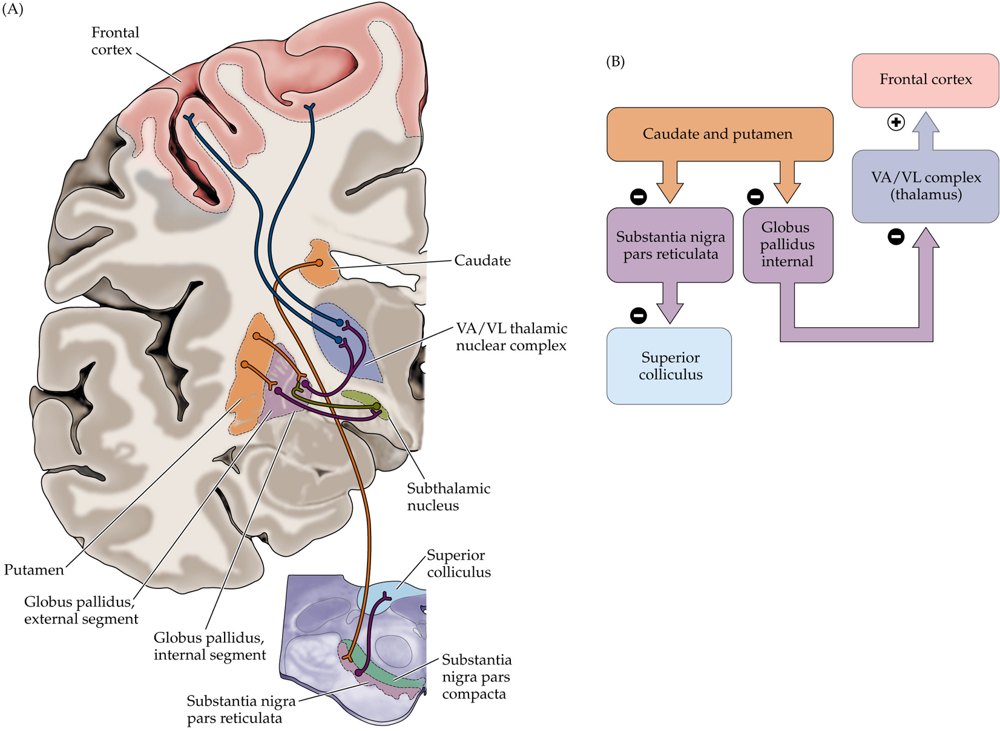 (A)
Frontal
cortex
Caudate
VA/VL thalamic
nuclear complex
Subthalamic
nucleus
Putamen
Globus pallidus,
external segment
Globus pallidus,
internal segment
Superior
colliculus
Substantia
nigra pars
compacta
Substantia nigra
pars reticulata
(B)
Frontal cortex
+
Caudate and putamen
VA/VL complex
(thalamus)
−
−
−
Substantia nigra
pars reticulata
Globus
pallidus
internal
−
Superior
colliculus